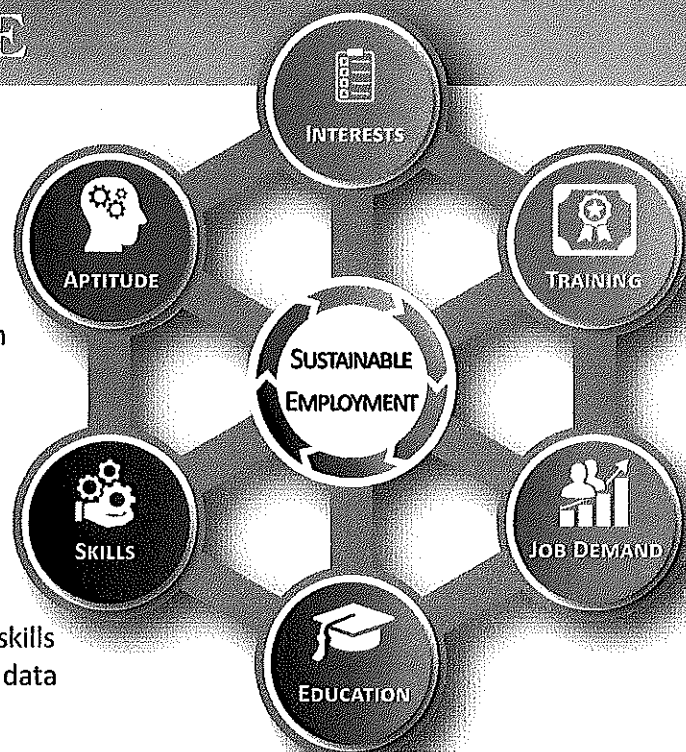 E
INTERESTS
APTITUDE
TRAINING
SUSTAINABLE
EMPLOYMENT
SKILLS
JOB DEMAND
skills
data
EDUCATION